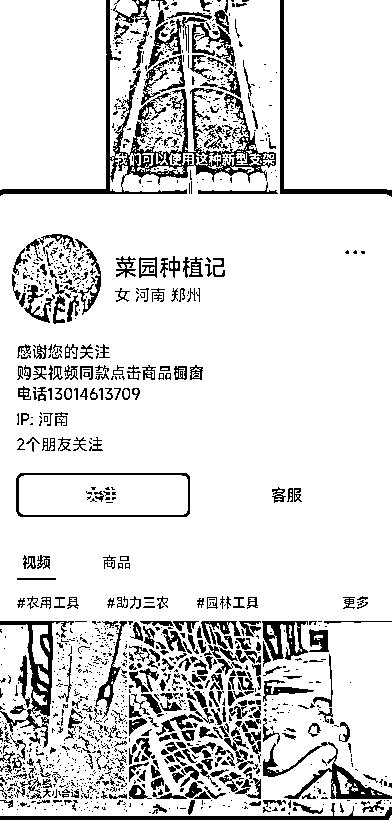 我们可以使用这种新型支架
菜园种植记
女 河南 郑州
感谢您的关注
购买视频同款点击商品橱窗
电话13014613709
IP: 河南
2个朋友关注
关注
客服
视频
商品
#农用工具
#助力三农
#园林工具
更多